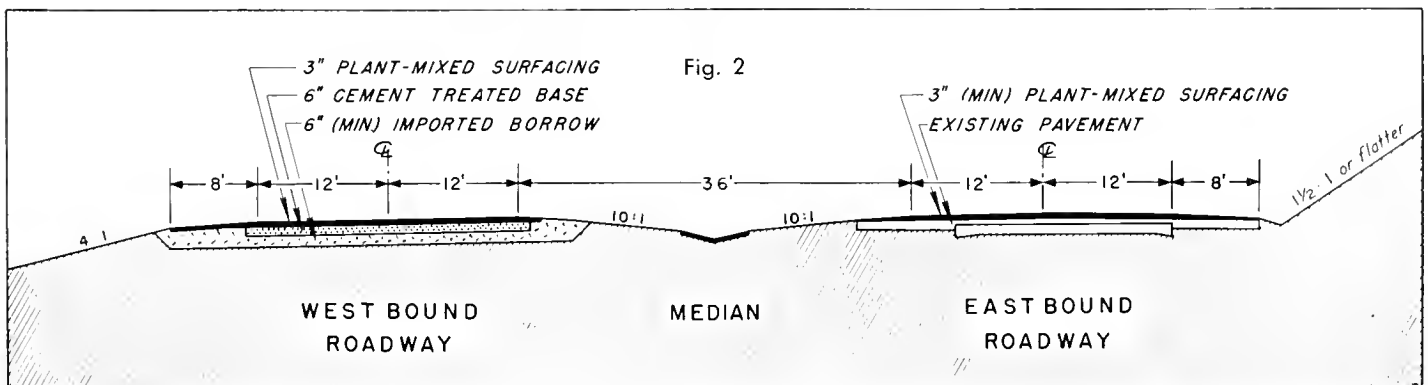 Fig. 2
3" PLANT-MIXED SURFACING
6" CEMENT TREATED BASE
6" (MIN) IMPORTED BORROW
3" (MIN) PLANT-MIXED SURFACING
EXISTING PAVEMENT
℄
℄
8'
12'
12'
36'
12'
12'
8'
1½:1 or flatter
4:1
10:1
10:1
WEST BOUND
ROADWAY
MEDIAN
EAST BOUND
ROADWAY